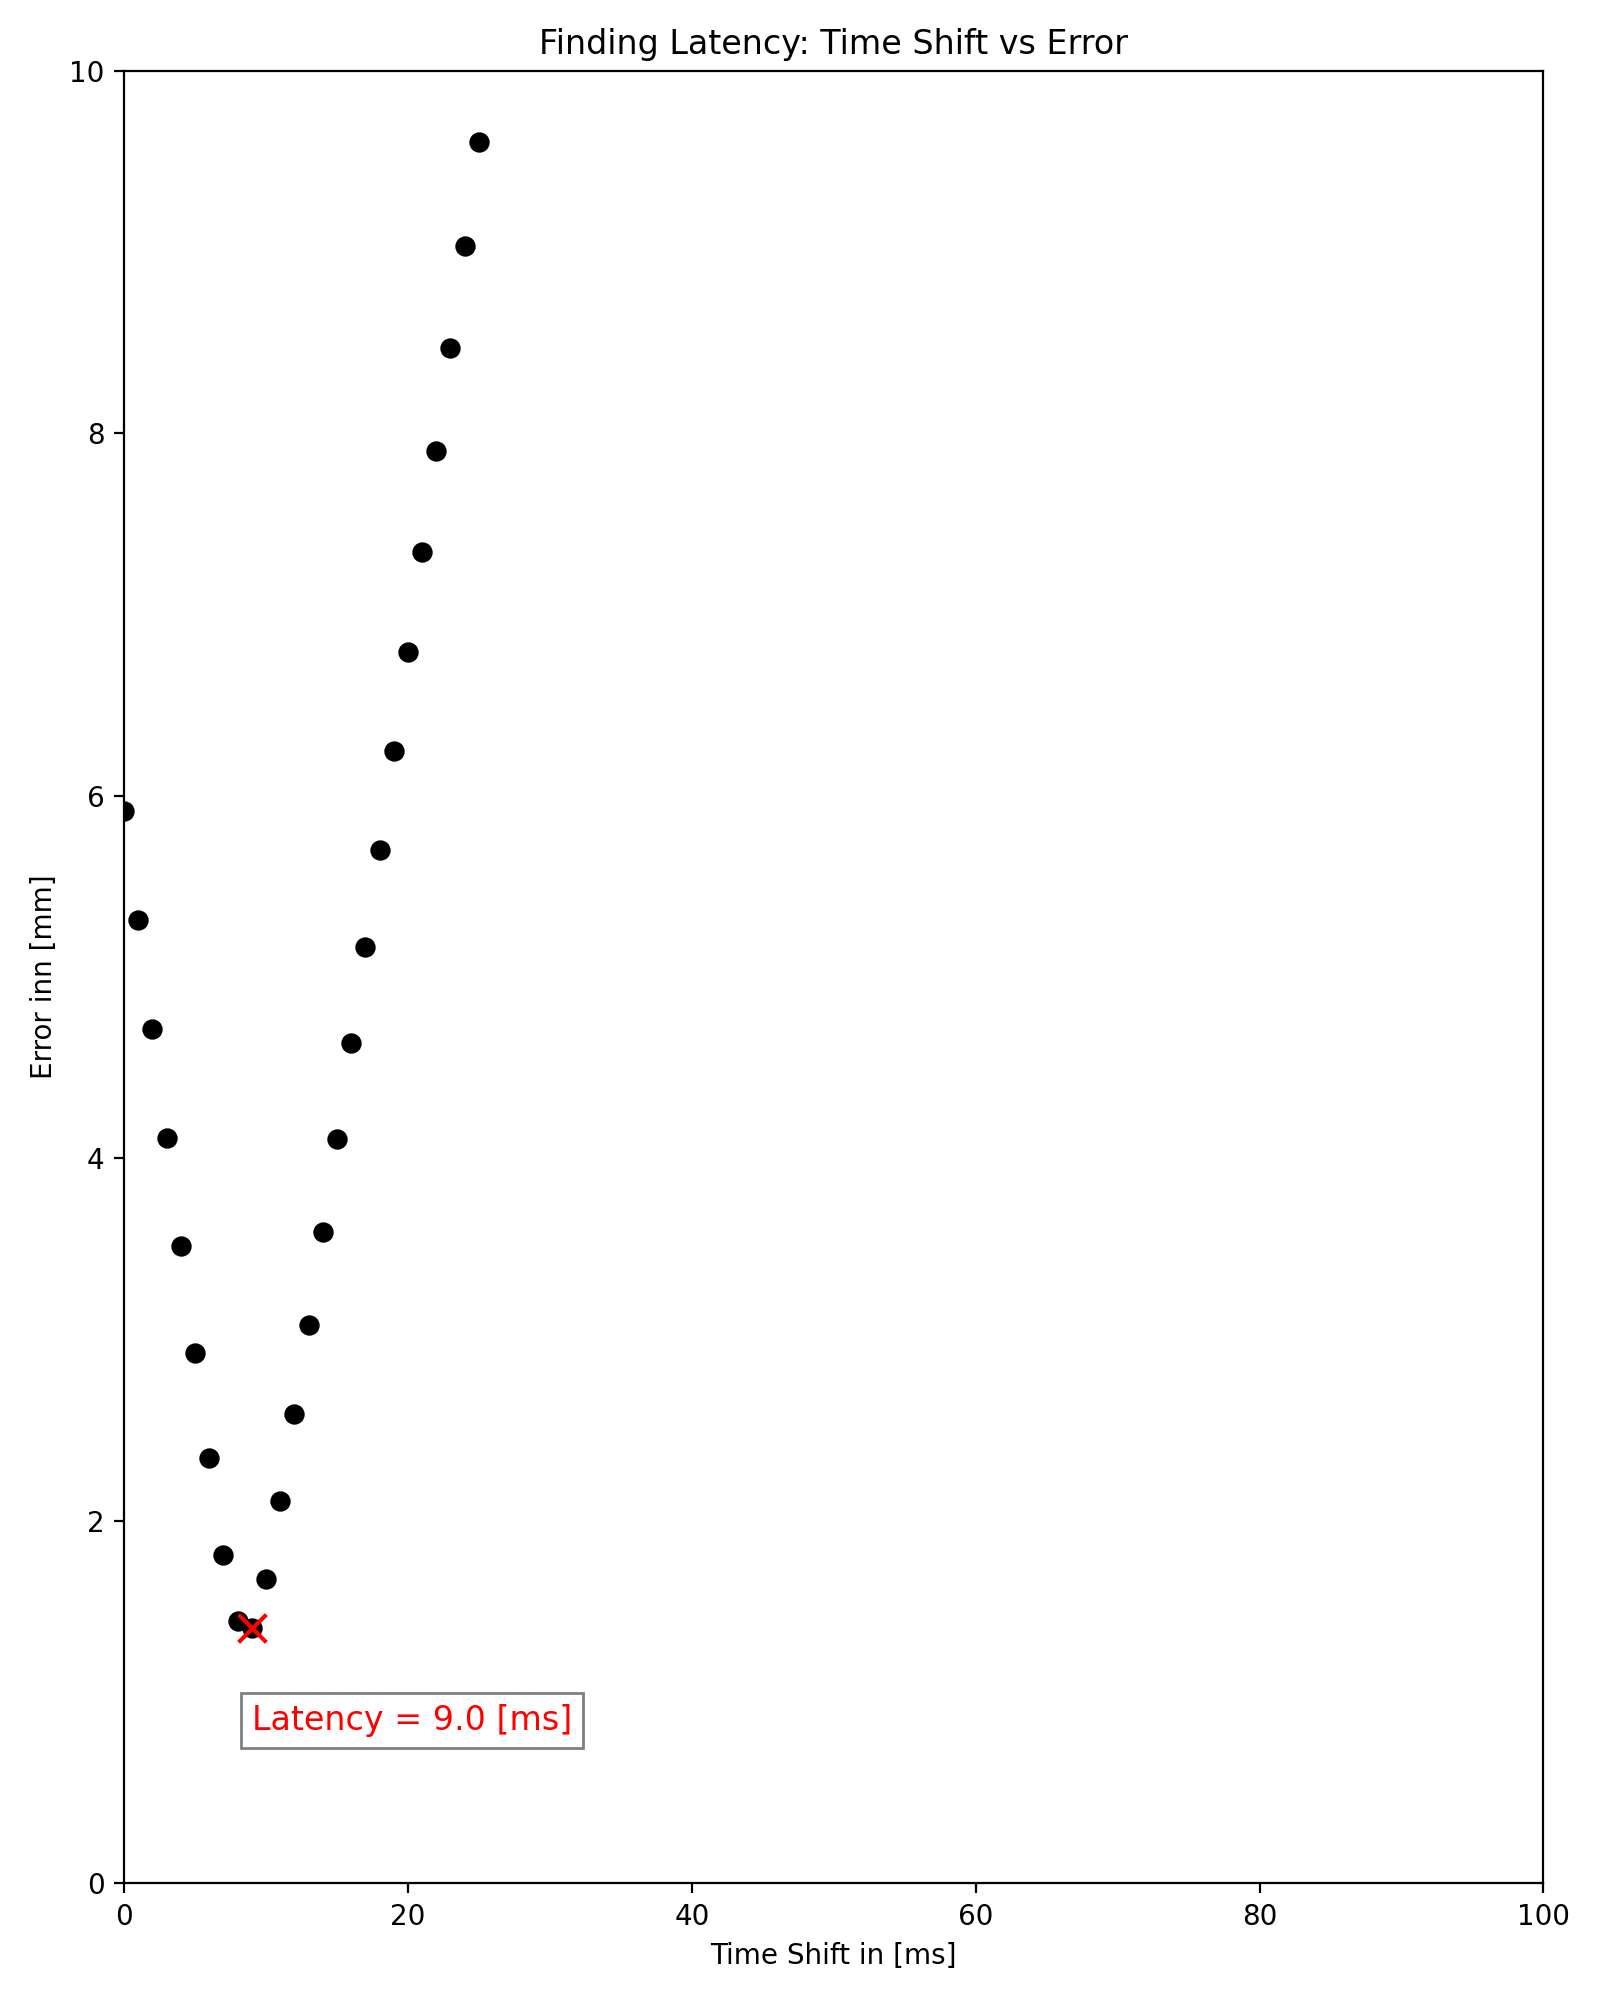 Finding Latency: Time Shift vs Error
10
8
6
4
2
0
Error inn [mm]
Latency = 9.0 [ms]
0 20 40 60 80 100
Time Shift in [ms]